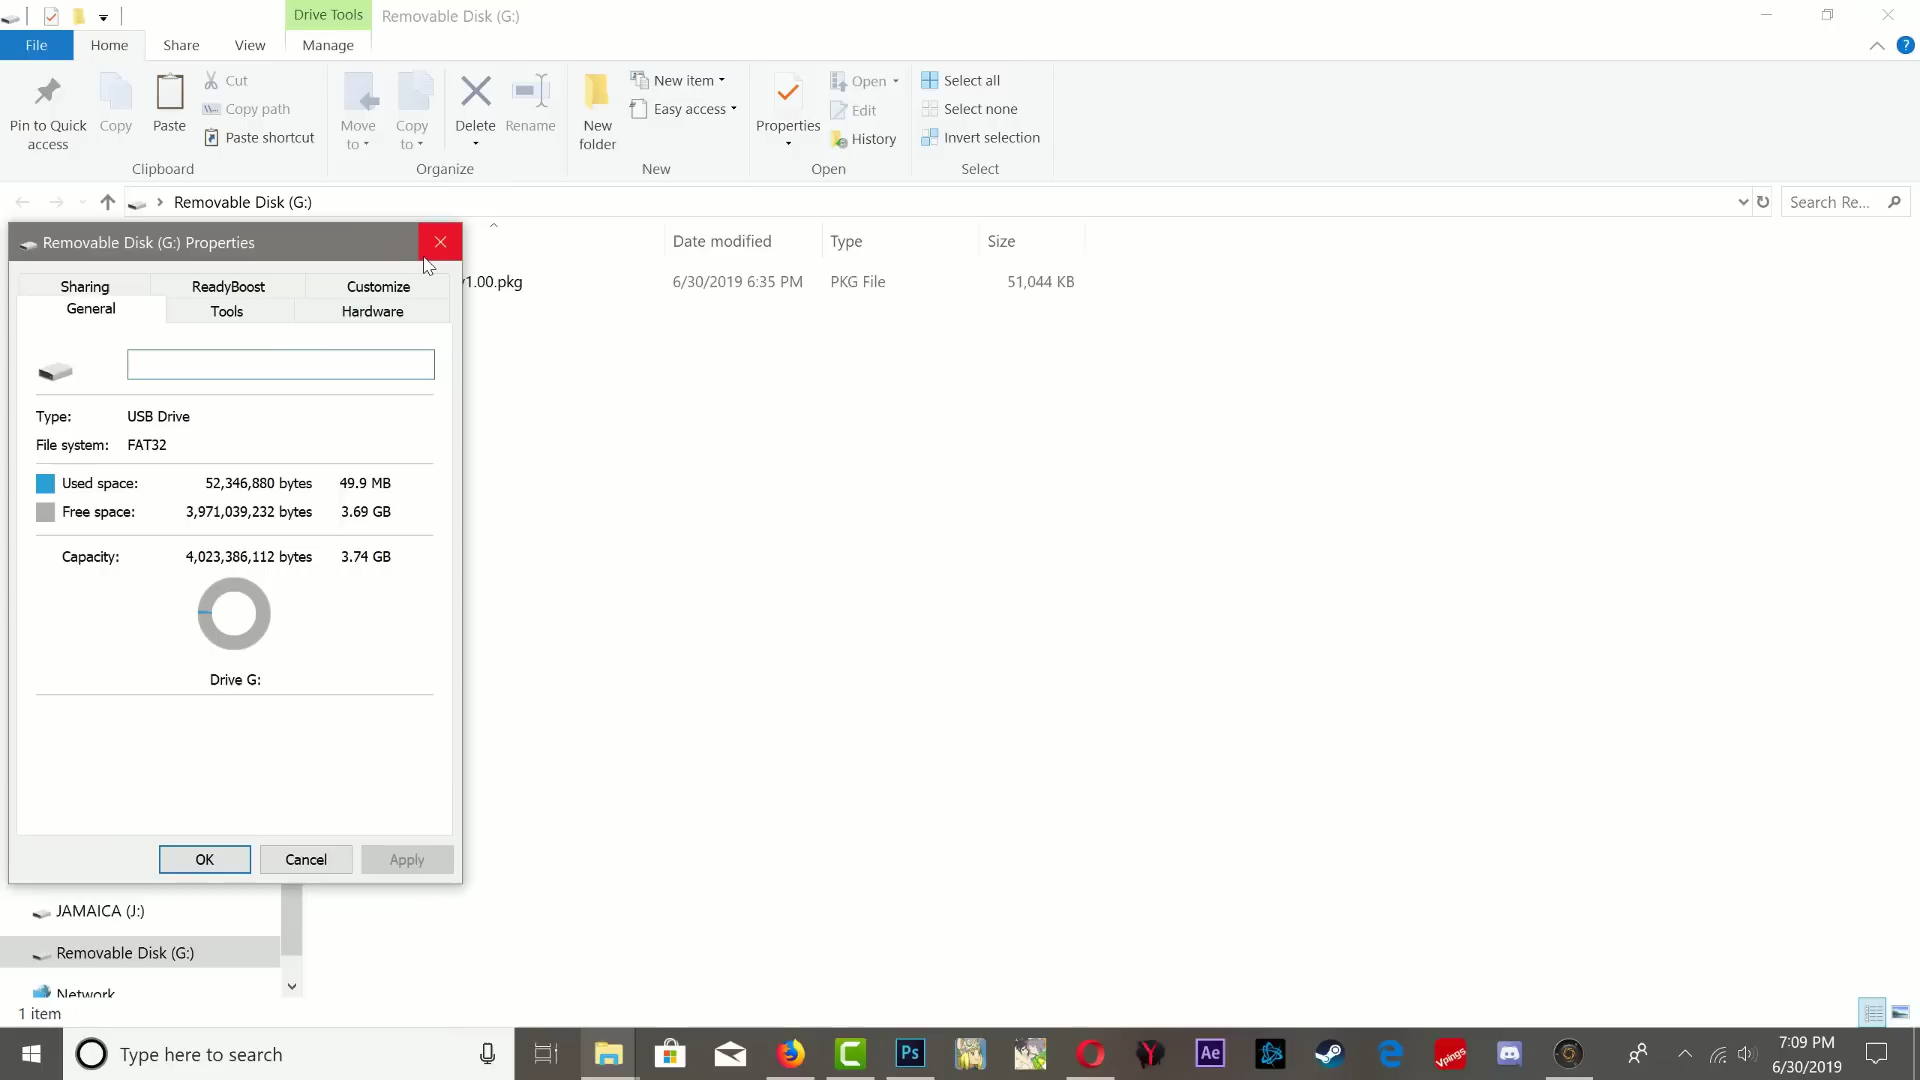 Drive Tools
Removable Disk (G:)
File
Home
Share
View
Manage
Pin to Quick access
Copy
Paste
Cut
Copy path
Paste shortcut
Clipboard
Move to
Copy to
Delete
Rename
Organize
New folder
New item
Easy access
New
Properties
Open
Edit
History
Open
Select all
Select none
Invert selection
Select
Removable Disk (G:)
Search Re...
Date modified
Type
Size
v1.00.pkg
6/30/2019 6:35 PM
PKG File
51,044 KB
Removable Disk (G:) Properties
Sharing
ReadyBoost
Customize
General
Tools
Hardware
Type: USB Drive
File system: FAT32
Used space: 52,346,880 bytes 49.9 MB
Free space: 3,971,039,232 bytes 3.69 GB
Capacity: 4,023,386,112 bytes 3.74 GB
Drive G:
OK
Cancel
Apply
JAMAICA (J:)
Removable Disk (G:)
Network
1 item
Type here to search
Ps
Ae
Vpings
7:09 PM
6/30/2019